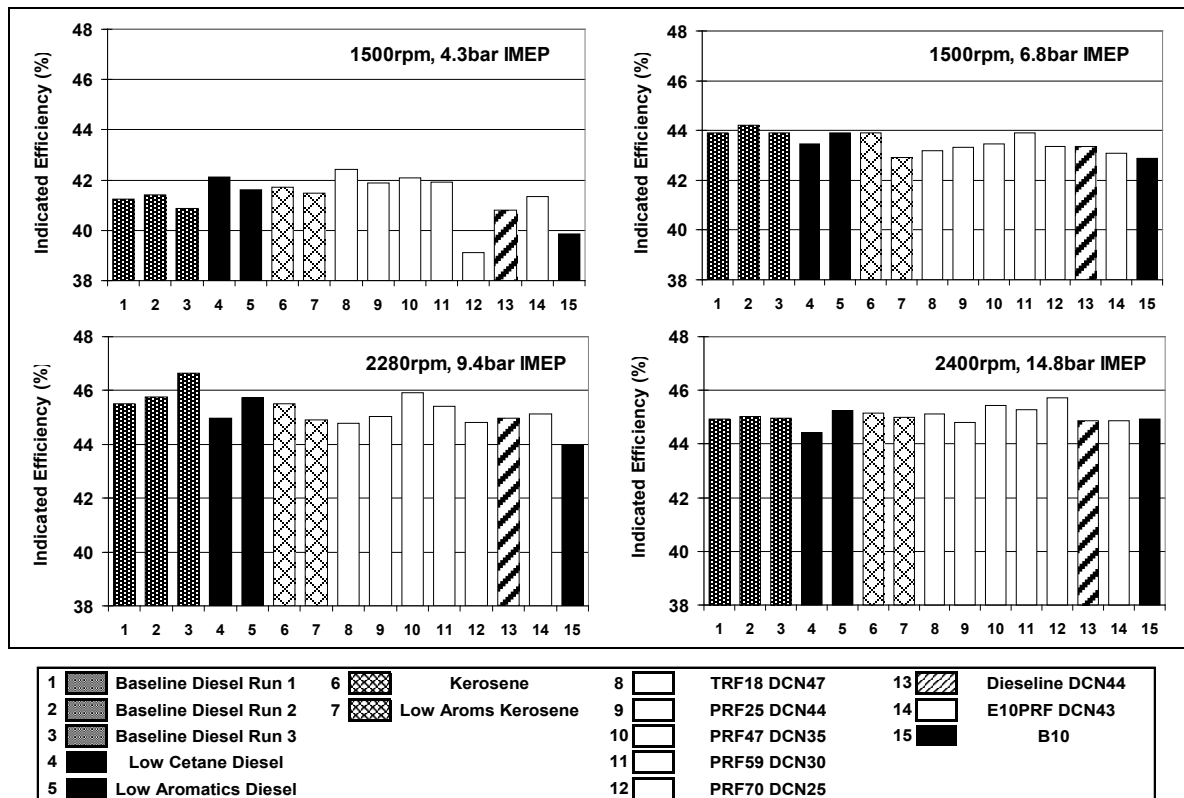 1500rpm, 4.3bar IMEP
Indicated Efficiency (%)
48
46
44
42
40
38
1 2 3 4 5 6 7 8 9 10 11 12 13 14 15
1500rpm, 6.8bar IMEP
Indicated Efficiency (%)
48
46
44
42
40
38
1 2 3 4 5 6 7 8 9 10 11 12 13 14 15
2280rpm, 9.4bar IMEP
Indicated Efficiency (%)
48
46
44
42
40
38
1 2 3 4 5 6 7 8 9 10 11 12 13 14 15
2400rpm, 14.8bar IMEP
Indicated Efficiency (%)
48
46
44
42
40
38
1 2 3 4 5 6 7 8 9 10 11 12 13 14 15
1 Baseline Diesel Run 1
2 Baseline Diesel Run 2
3 Baseline Diesel Run 3
4 Low Cetane Diesel
5 Low Aromatics Diesel
6 Kerosene
7 Low Aroms Kerosene
8 TRF18 DCN47
9 PRF25 DCN44
10 PRF47 DCN35
11 PRF59 DCN30
12 PRF70 DCN25
13 Dieseline DCN44
14 E10PRF DCN43
15 B10